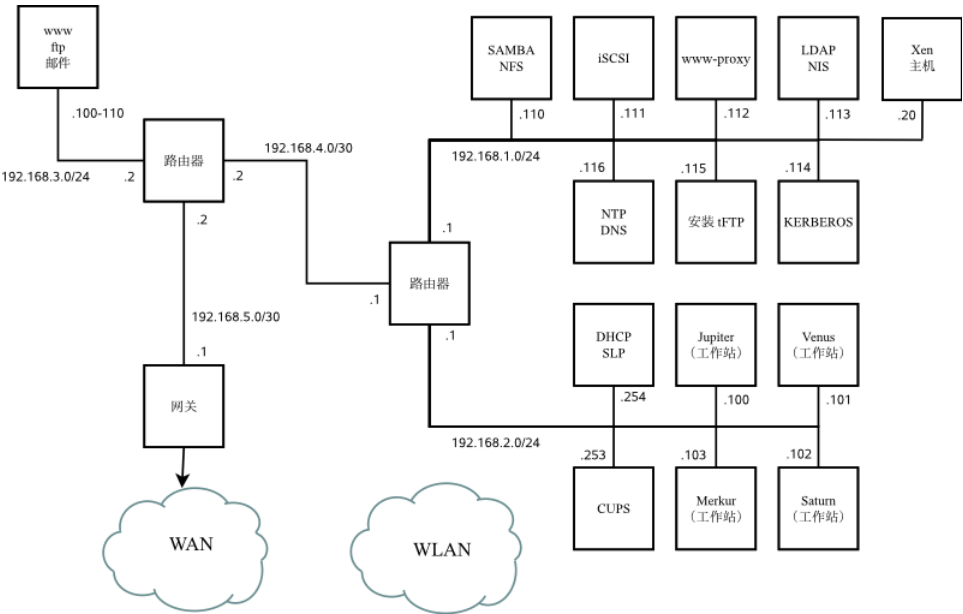 www
ftp
邮件
SAMBA
NFS
iSCSI
www-proxy
LDAP
NIS
Xen
主机
.100-110
.110
.111
.112
.113
.20
192.168.4.0/30
192.168.1.0/24
路由器
192.168.3.0/24
.2
.2
.116
.115
.114
.2
NTP
DNS
安装 tFTP
KERBEROS
.1
路由器
.1
192.168.5.0/30
.1
DHCP
SLP
Jupiter
（工作站）
Venus
（工作站）
.1
网关
.254
.100
.101
192.168.2.0/24
.253
.103
.102
CUPS
Merkur
（工作站）
Saturn
（工作站）
WAN
WLAN